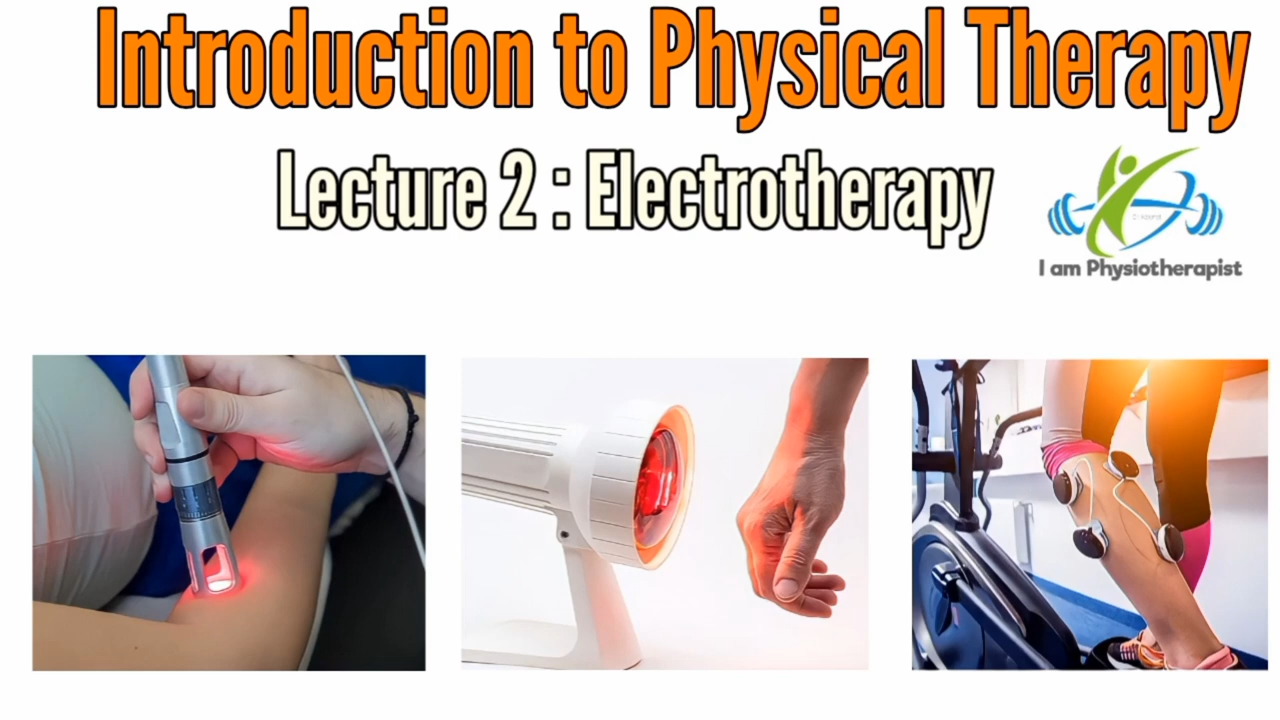 Introduction to Physical Therapy
Lecture 2 : Electrotherapy
I am Physiotherapist